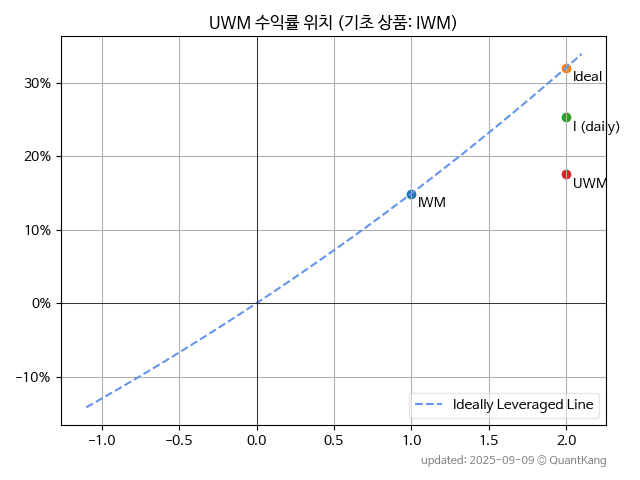 UWM 수익률 위치 (기초 상품: IWM)
30%
20%
10%
0%
−10%
Ideal
I (daily)
UWM
IWM
Ideally Leveraged Line
−1.0 −0.5 0.0 0.5 1.0 1.5 2.0
updated: 2025-09-09 © QuantKang